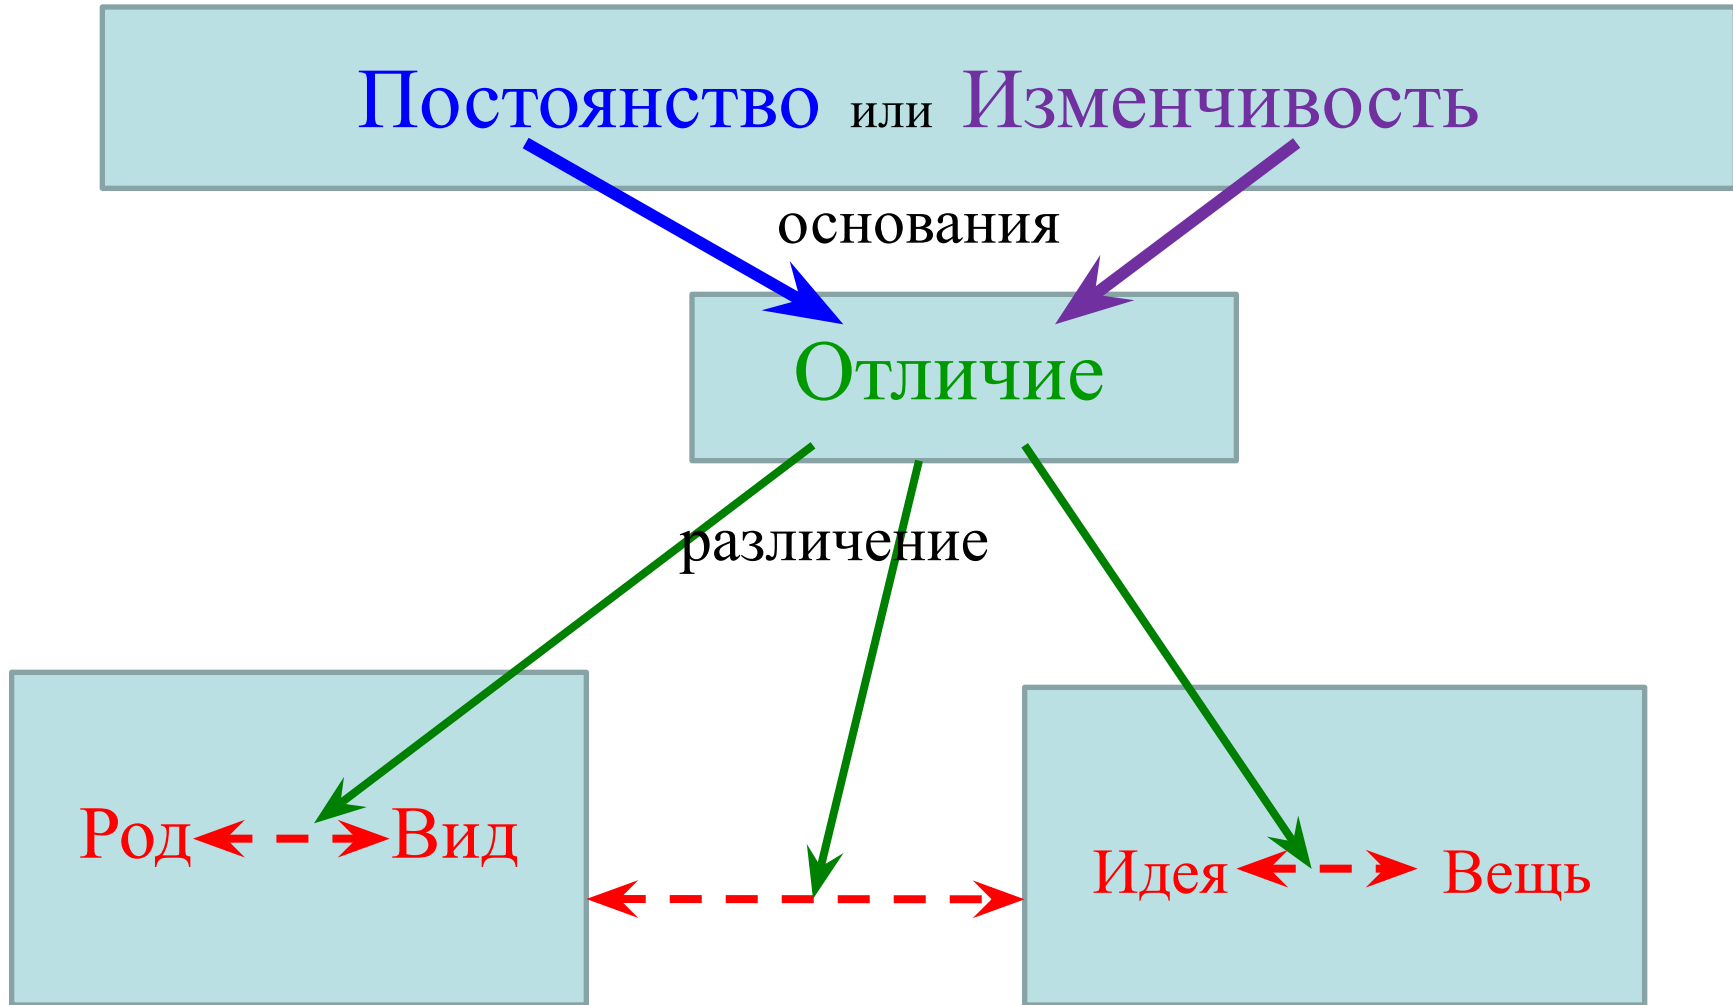 Постоянство или Изменчивость
основания
Отличие
различение
Род Вид
Идея Вещь